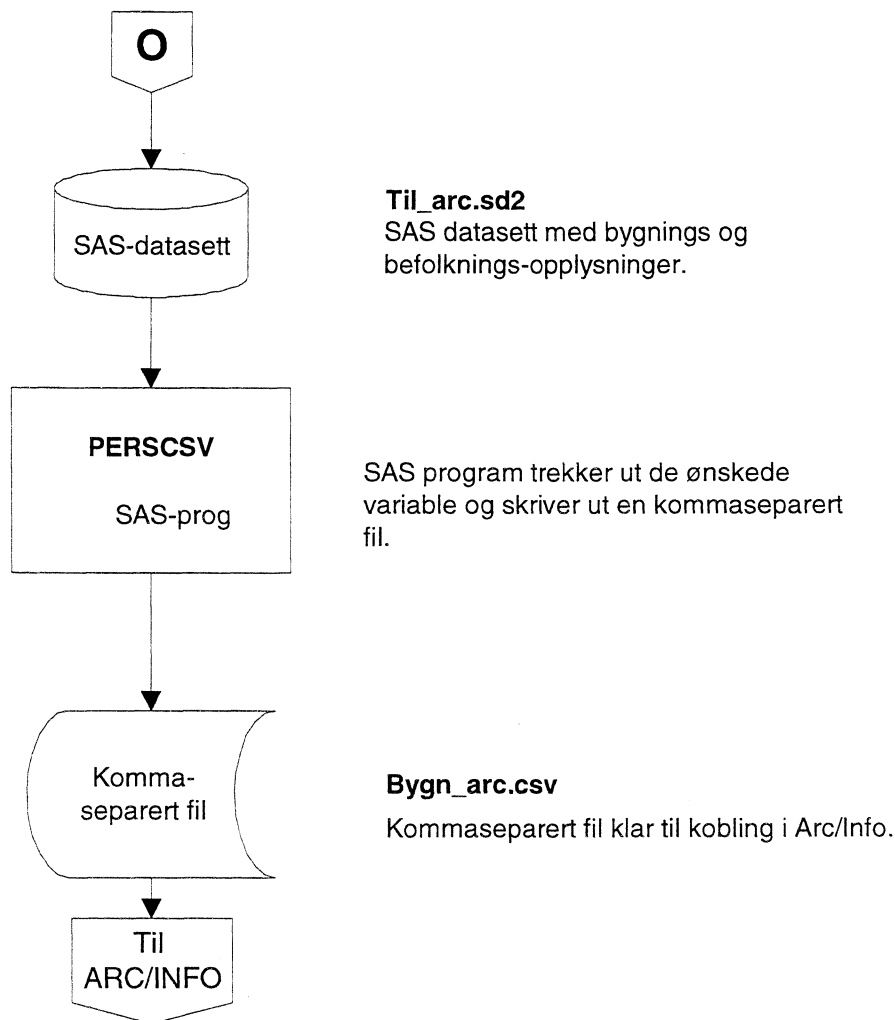 O
SAS-datasett
Til_arc.sd2
SAS datasett med bygnings og
befolknings-opplysninger.
PERSCSV
SAS-prog
SAS program trekker ut de ønskede
variable og skriver ut en kommaseparert
fil.
Komma-
separert fil
Bygn_arc.csv
Kommaseparert fil klar til kobling i Arc/Info.
Til
ARC/INFO